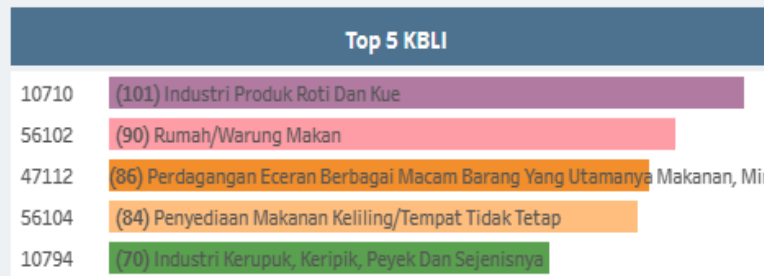 Top 5 KBLI
10710 (101) Industri Produk Roti Dan Kue
56102 (90) Rumah/Warung Makan
47112 (86) Perdagangan Eceran Berbagai Macam Barang Yang Utamanya Makanan,
56104 (84) Penyediaan Makanan Keliling/Tempat Tidak Tetap
10794 (70) Industri Kerupuk, Keripik, Peyek Dan Sejenisnya